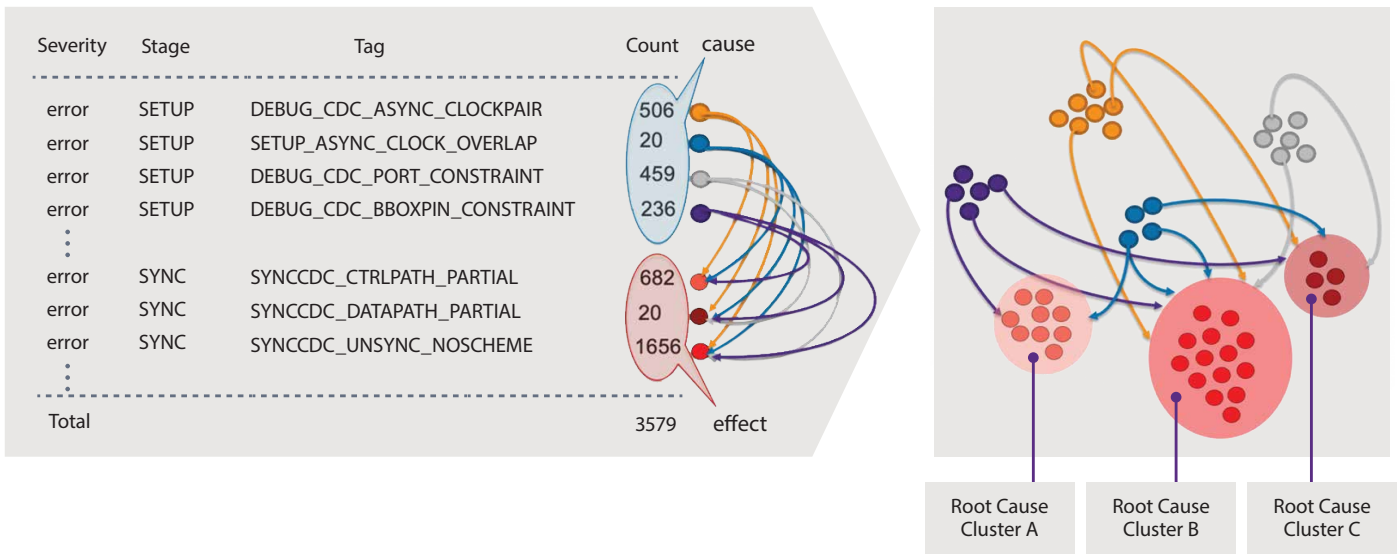 Severity Stage Tag Count cause
error SETUP DEBUG_CDC_ASYNC_CLOCKPAIR 506
error SETUP SETUP_ASYNC_CLOCK_OVERLAP 20
error SETUP DEBUG_CDC_PORT_CONSTRAINT 459
error SETUP DEBUG_CDC_BBOXPIN_CONSTRAINT 236
error SYNC SYNCCDC_CTRLPATH_PARTIAL 682
error SYNC SYNCCDC_DATAPATH_PARTIAL 20
error SYNC SYNCCDC_UNSYNC_NOSCHEME 1656
Total 3579 effect
Root Cause
Cluster A
Root Cause
Cluster B
Root Cause
Cluster C